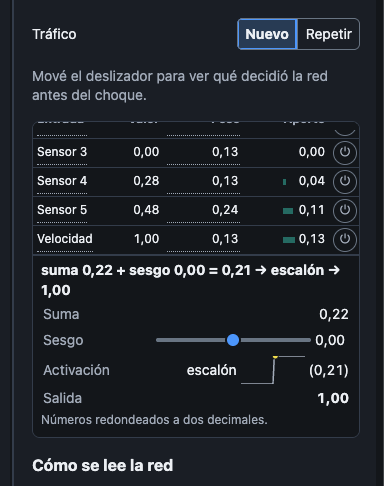 Tráfico
Nuevo
Repetir
Mové el deslizador para ver qué decidió la red
antes del choque.
Sensor 3 0,00 0,13 0,00
Sensor 4 0,28 0,13 0,04
Sensor 5 0,48 0,24 0,11
Velocidad 1,00 0,13 0,13
suma 0,22 + sesgo 0,00 = 0,21 → escalón →
1,00
Suma 0,22
Sesgo 0,00
Activación escalón (0,21)
Salida 1,00
Números redondeados a dos decimales.
Cómo se lee la red